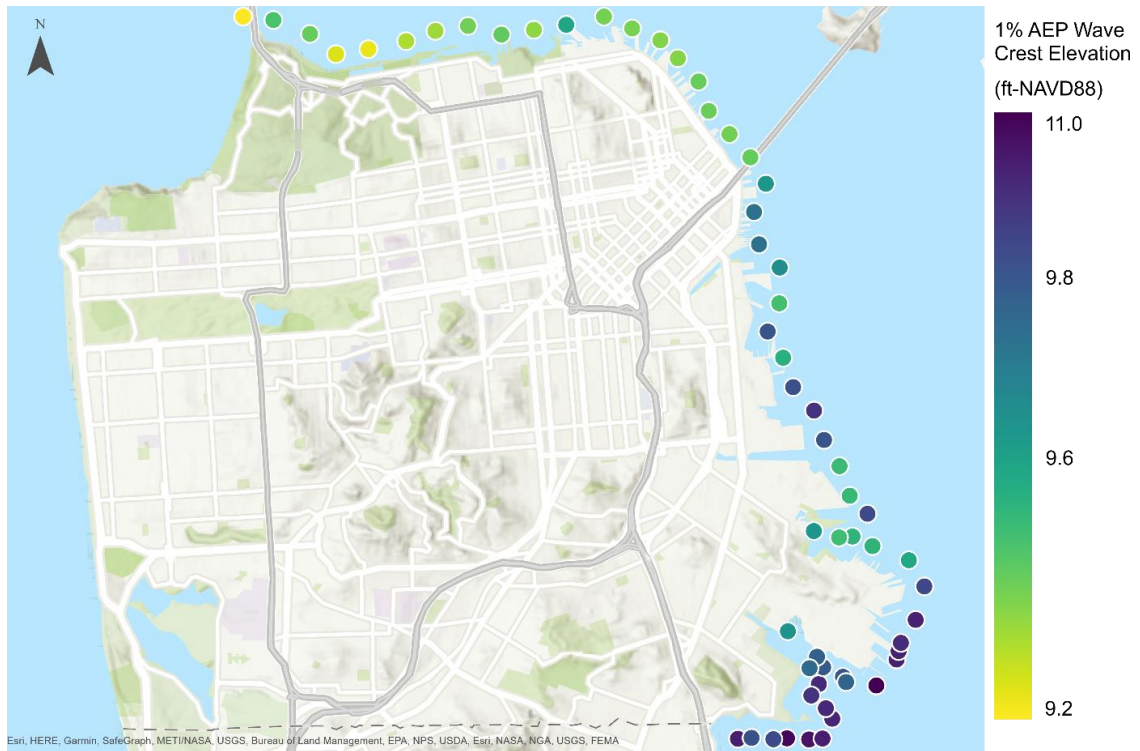 N
1% AEP Wave
Crest Elevation
(ft-NAVD88)
11.0
9.8
9.6
9.2
Esri, HERE, Garmin, SafeGraph, METI/NASA, USGS, Bureau of Land Management, EPA, NPS, USDA, Esri, NASA, NGA, USGS, FEMA